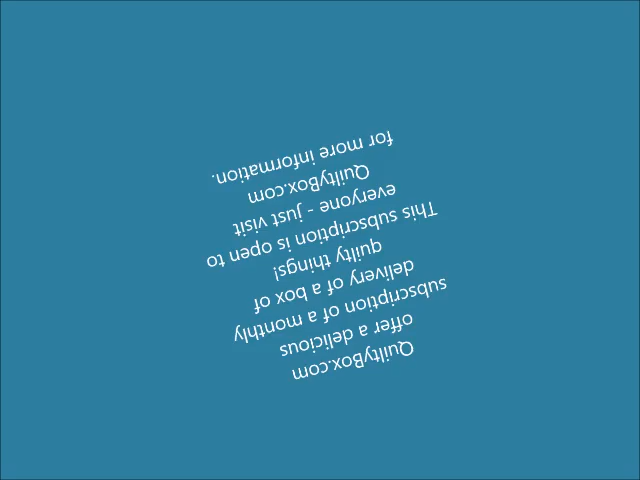 QuiltyBox.com
offer a delicious
subscription of a monthly
delivery of a box of
quilty things!
This subscription is open to
everyone - just visit
QuiltyBox.com
for more information.